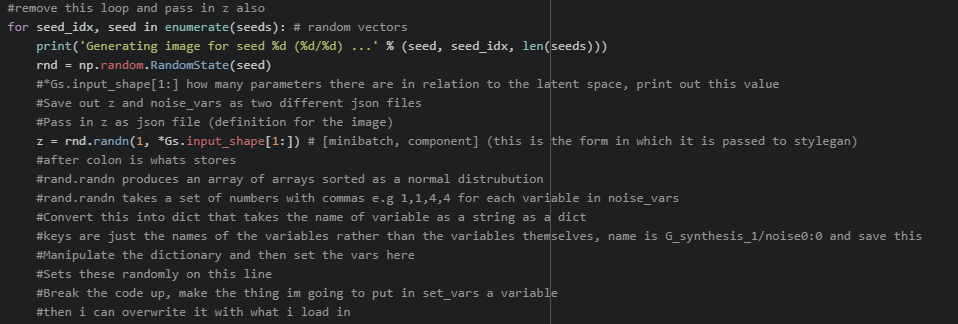 #remove this loop and pass in z also
for seed_idx, seed in enumerate(seeds): # random vectors
    print('Generating image for seed %d (%d/%d) ...' % (seed, seed_idx, len(seeds)))
    rnd = np.random.RandomState(seed)
    #*Gs.input_shape[1:] how many parameters there are in relation to the latent space, print out this value
    #Save out z and noise_vars as two different json files
    #Pass in z as json file (definition for the image)
    z = rnd.randn(1, *Gs.input_shape[1:]) # [minibatch, component] (this is the form in which it is passed to stylegan)
    #after colon is whats stores
    #rand.randn produces an array of arrays sorted as a normal distrubution
    #rand.randn takes a set of numbers with commas e.g 1,1,4,4 for each variable in noise_vars
    #Convert this into dict that takes the name of variable as a string as a dict
    #keys are just the names of the variables rather than the variables themselves, name is G_synthesis_1/noise0:0 and save this
    #Manipulate the dictionary and then set the vars here
    #Sets these randomly on this line
    #Break the code up, make the thing im going to put in set_vars a variable
    #then i can overwrite it with what i load in